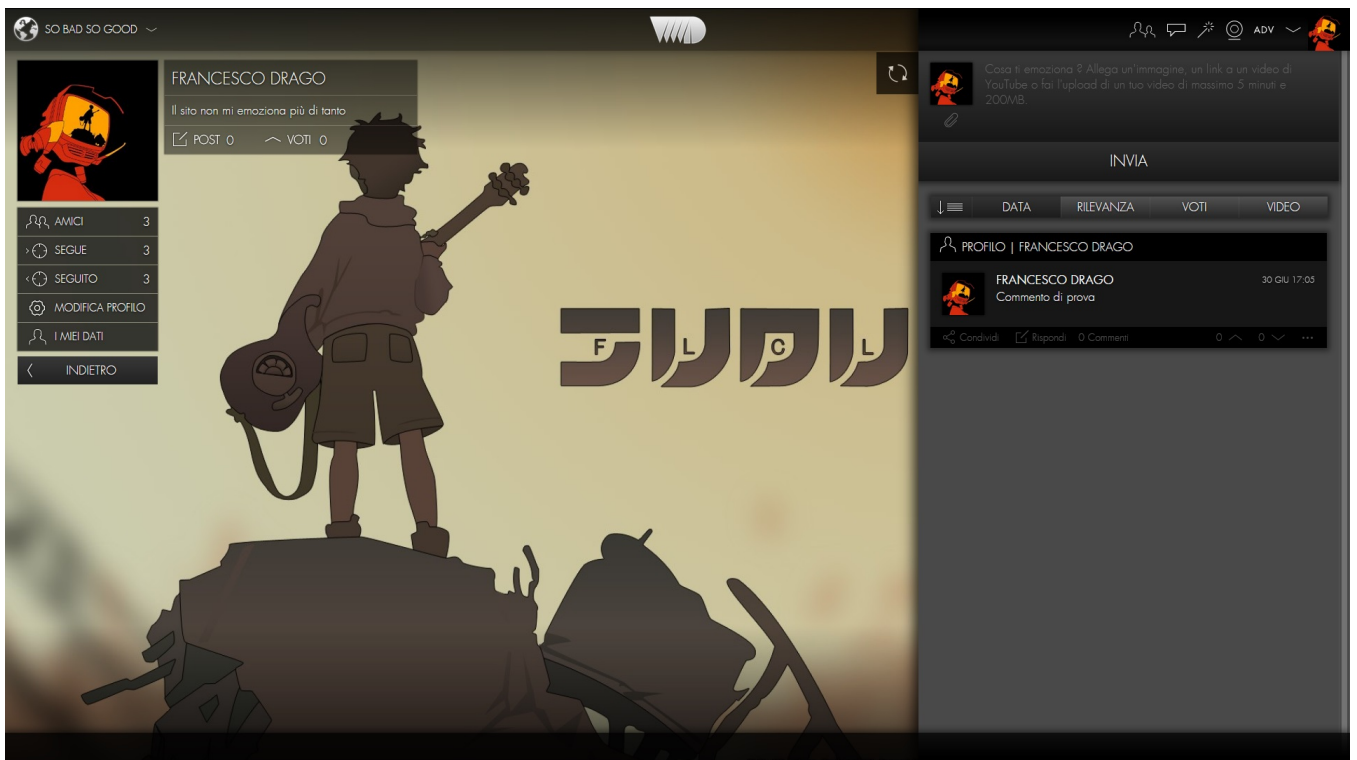 SO BAD SO GOOD
ADV
FRANCESCO DRAGO
Il sito non mi emoziona più di tanto
POST 0 VOTI 0
AMICI 3
SEGUE 3
SEGUITO 3
MODIFICA PROFILO
I MIEI DATI
INDIETRO
フリクリ
F L C L
Cosa ti emoziona ? Allega un'immagine, un link a un video di
YouTube o fai l'upload di un tuo video di massimo 5 minuti e
200MB.
INVIA
DATA RILEVANZA VOTI VIDEO
PROFILO | FRANCESCO DRAGO
FRANCESCO DRAGO 30 GIU 17:05
Commento di prova
Condividi Rispondi 0 Commenti 0 0 ...